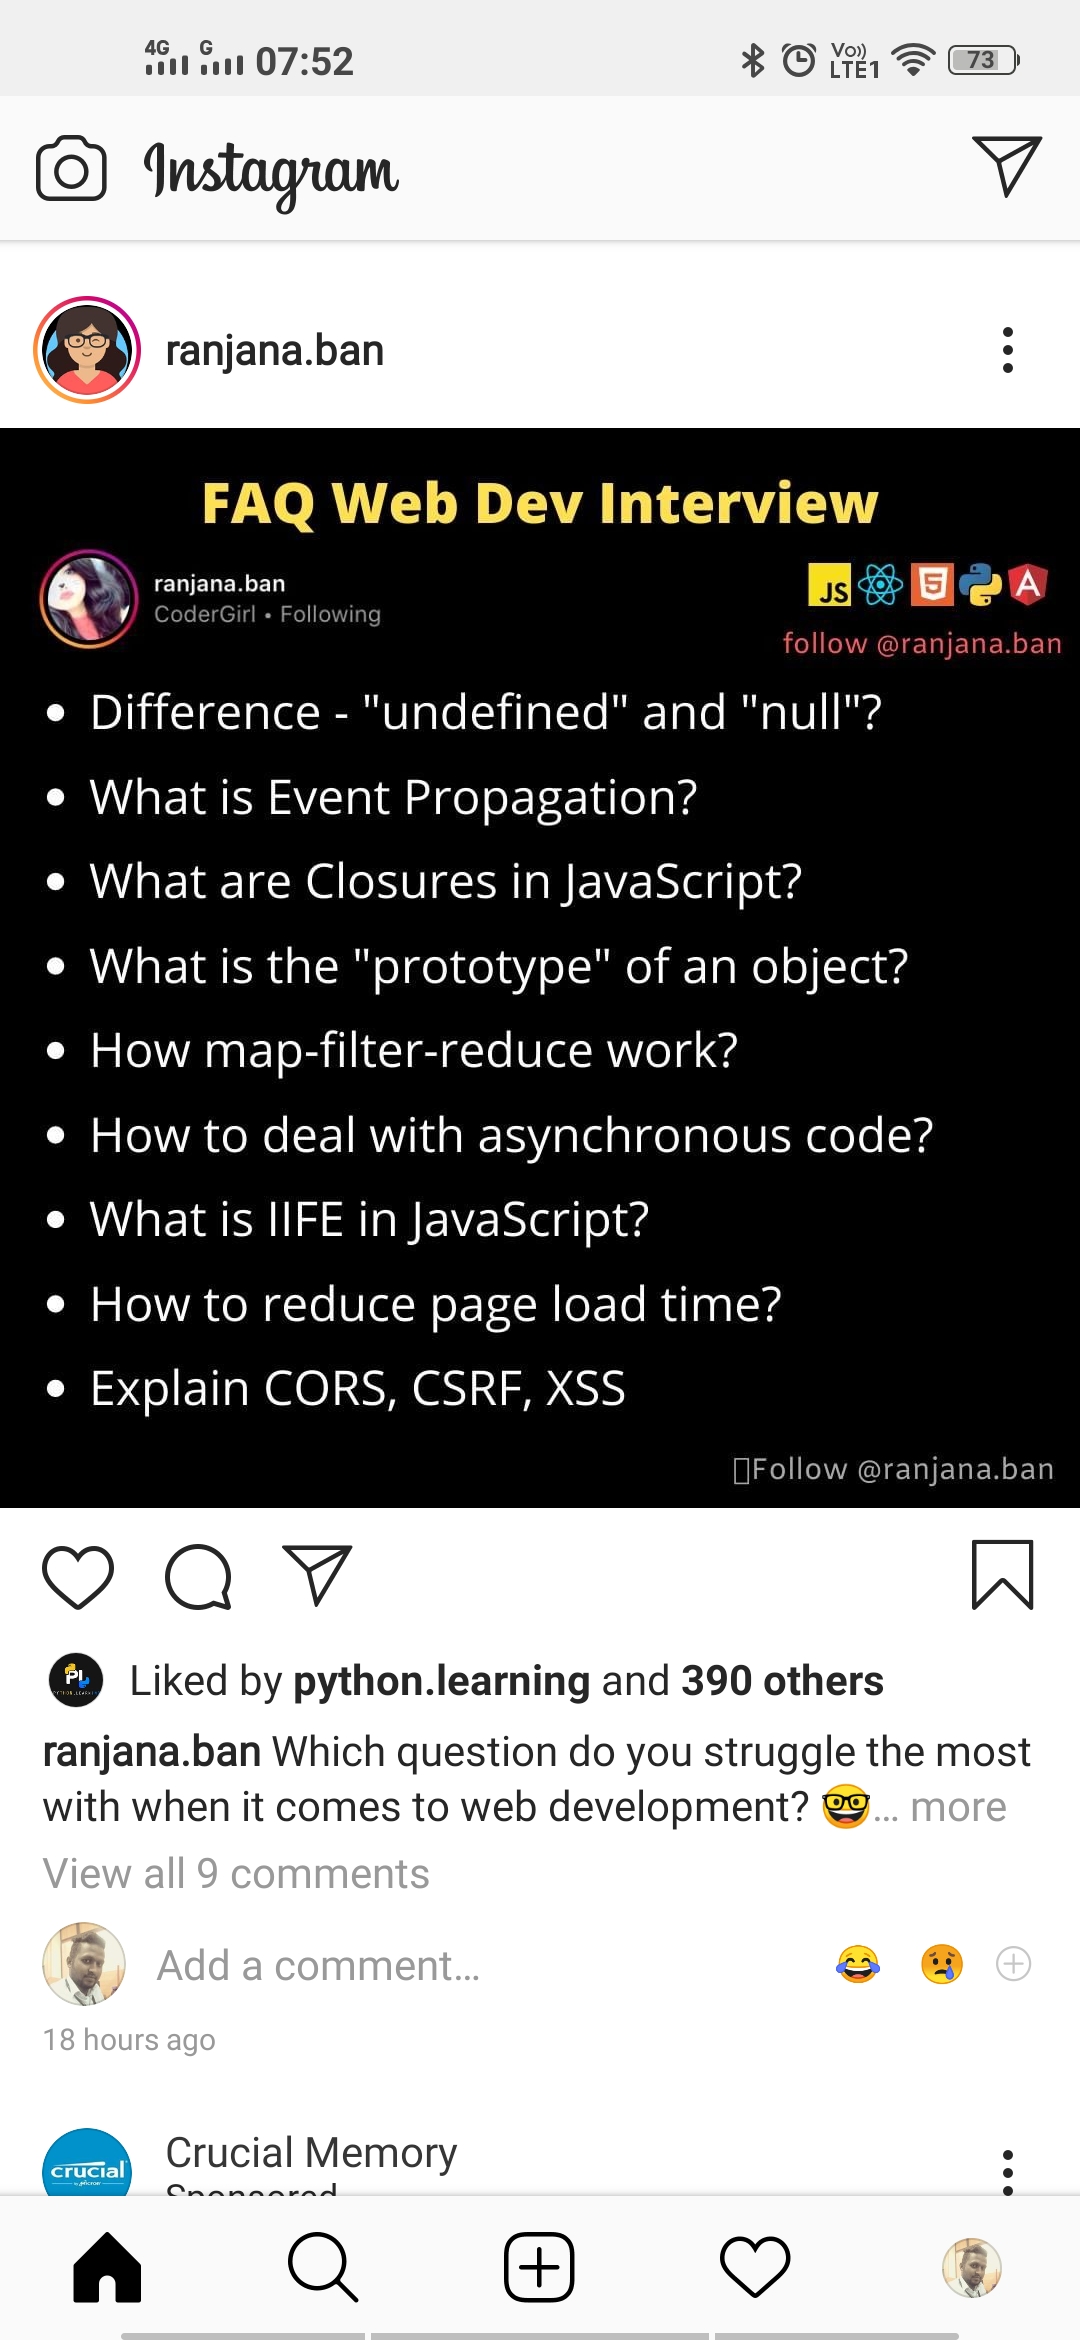 4G G 07:52 Vo)) LTE1 73
Instagram
ranjana.ban
FAQ Web Dev Interview
ranjana.ban
CoderGirl • Following
JS 5 A
follow @ranjana.ban
• Difference - "undefined" and "null"?
• What is Event Propagation?
• What are Closures in JavaScript?
• What is the "prototype" of an object?
• How map-filter-reduce work?
• How to deal with asynchronous code?
• What is IIFE in JavaScript?
• How to reduce page load time?
• Explain CORS, CSRF, XSS
Follow @ranjana.ban
PL
Liked by python.learning and 390 others
ranjana.ban Which question do you struggle the most
with when it comes to web development? 🤓... more
View all 9 comments
Add a comment...
18 hours ago
crucial
Crucial Memory
Sponsored